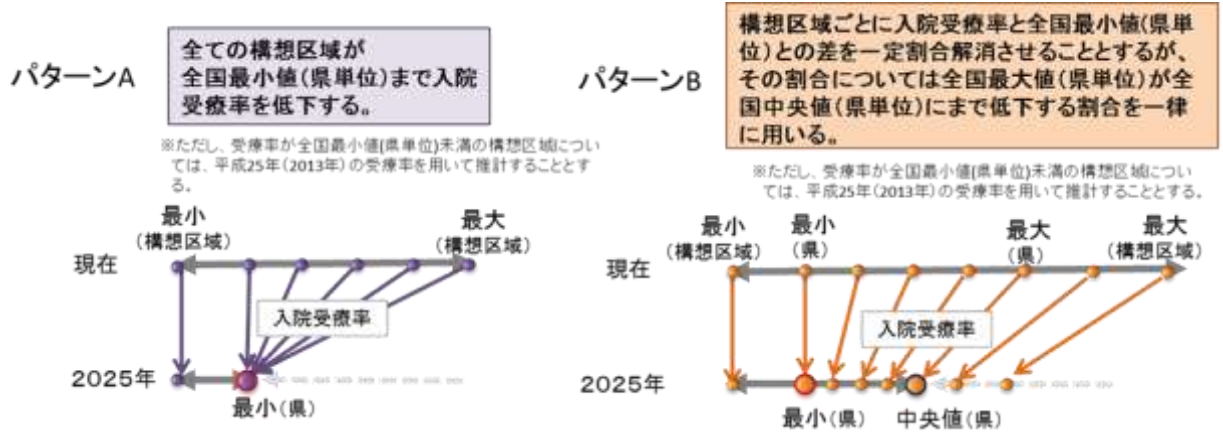 パターンA
全ての構想区域が
全国最小値(県単位)まで入院
受療率を低下する。
※ただし、受療率が全国最小値(県単位)未満の構想区域につい
ては、平成25年(2013年)の受療率を用いて推計することとす
る。
最小
(構想区域)
最大
(構想区域)
現在
入院受療率
2025年
最小(県)
パターンB
構想区域ごとに入院受療率と全国最小値(県単
位)との差を一定割合解消させることとするが、
その割合については全国最大値(県単位)が全
国中央値(県単位)にまで低下する割合を一律
に用いる。
※ただし、受療率が全国最小値(県単位)未満の構想区域につい
ては、平成25年(2013年)の受療率を用いて推計することとする。
最小
(構想区域)
最小
(県)
最大
(県)
最大
(構想区域)
現在
入院受療率
2025年
最小(県)
中央値(県)